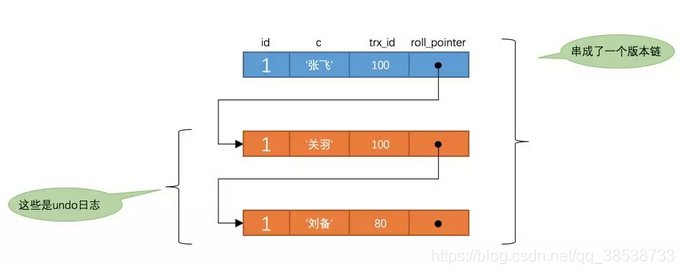 id c trx_id roll_pointer
串成了一个版本链
1 '张飞' 100
1 '关羽' 100
这些是undo日志
1 '刘备' 80
https://blog.csdn.net/qq_38538733